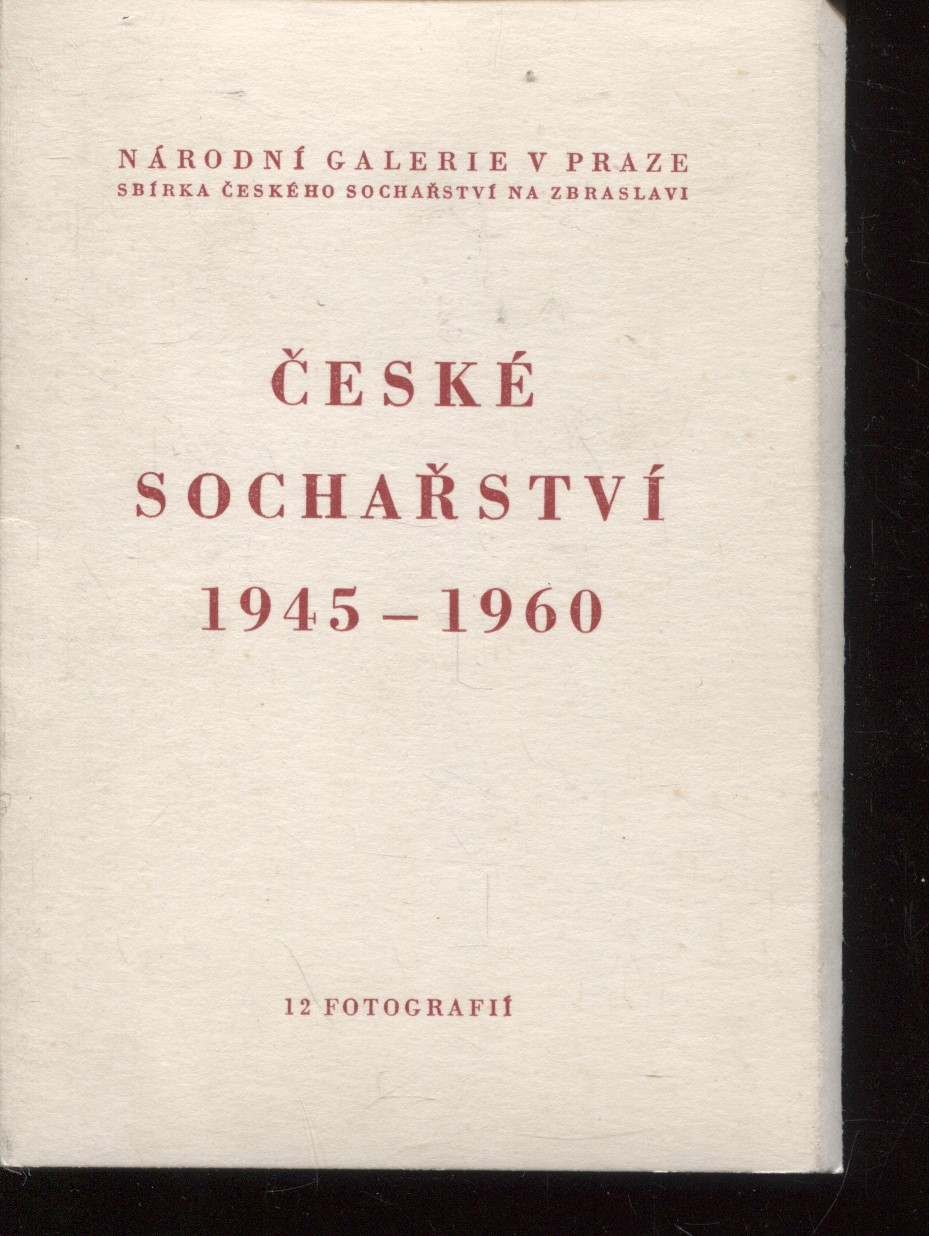 NÁRODNÍ GALERIE V PRAZE
SBÍRKA ČESKÉHO SOCHAŘSTVÍ NA ZBRASLAVI
ČESKÉ
SOCHAŘSTVÍ
1945 – 1960
12 FOTOGRAFIÍ